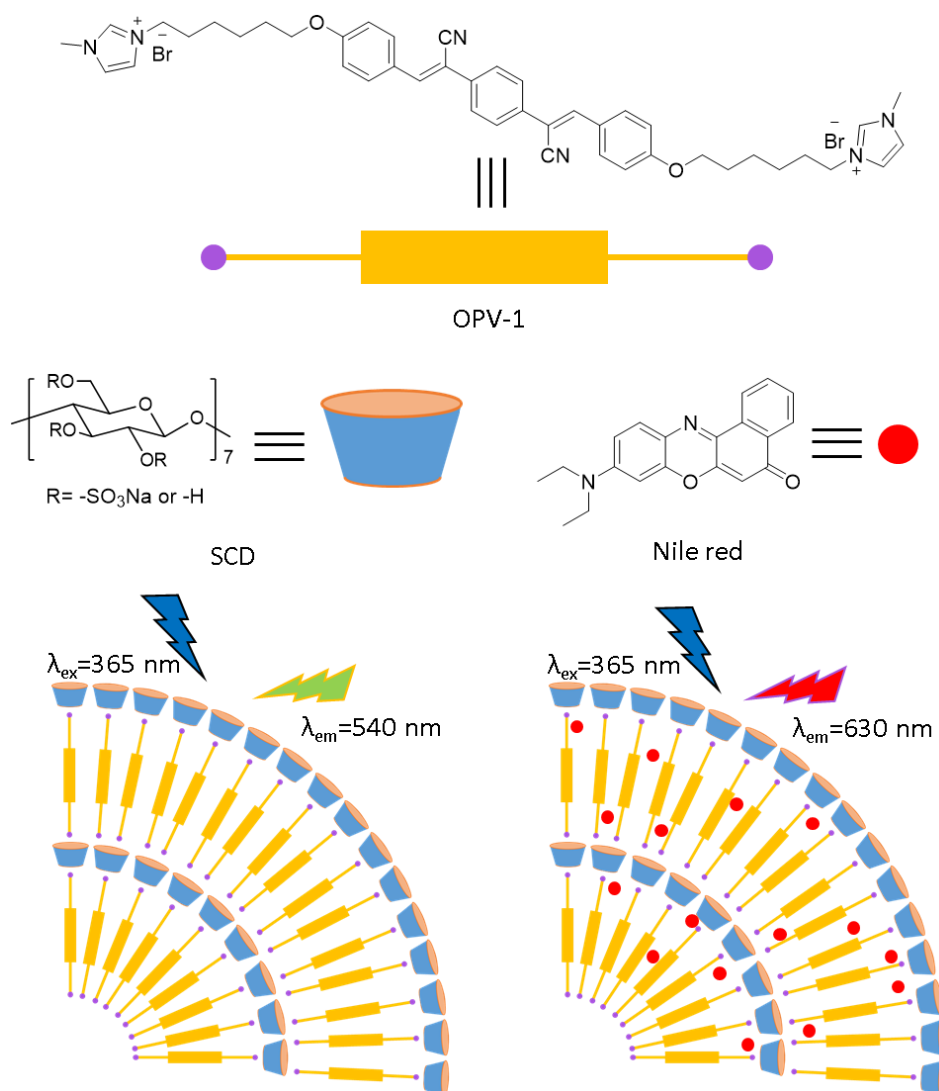 O
CN
N
+
N
−
Br
CN
O
−
Br
N
N
+
OPV-1
RO
O
RO
OR
O
7
R= -SO₃Na or -H
SCD
N
N
O
O
Nile red
λex=365 nm
λem=540 nm
λex=365 nm
λem=630 nm